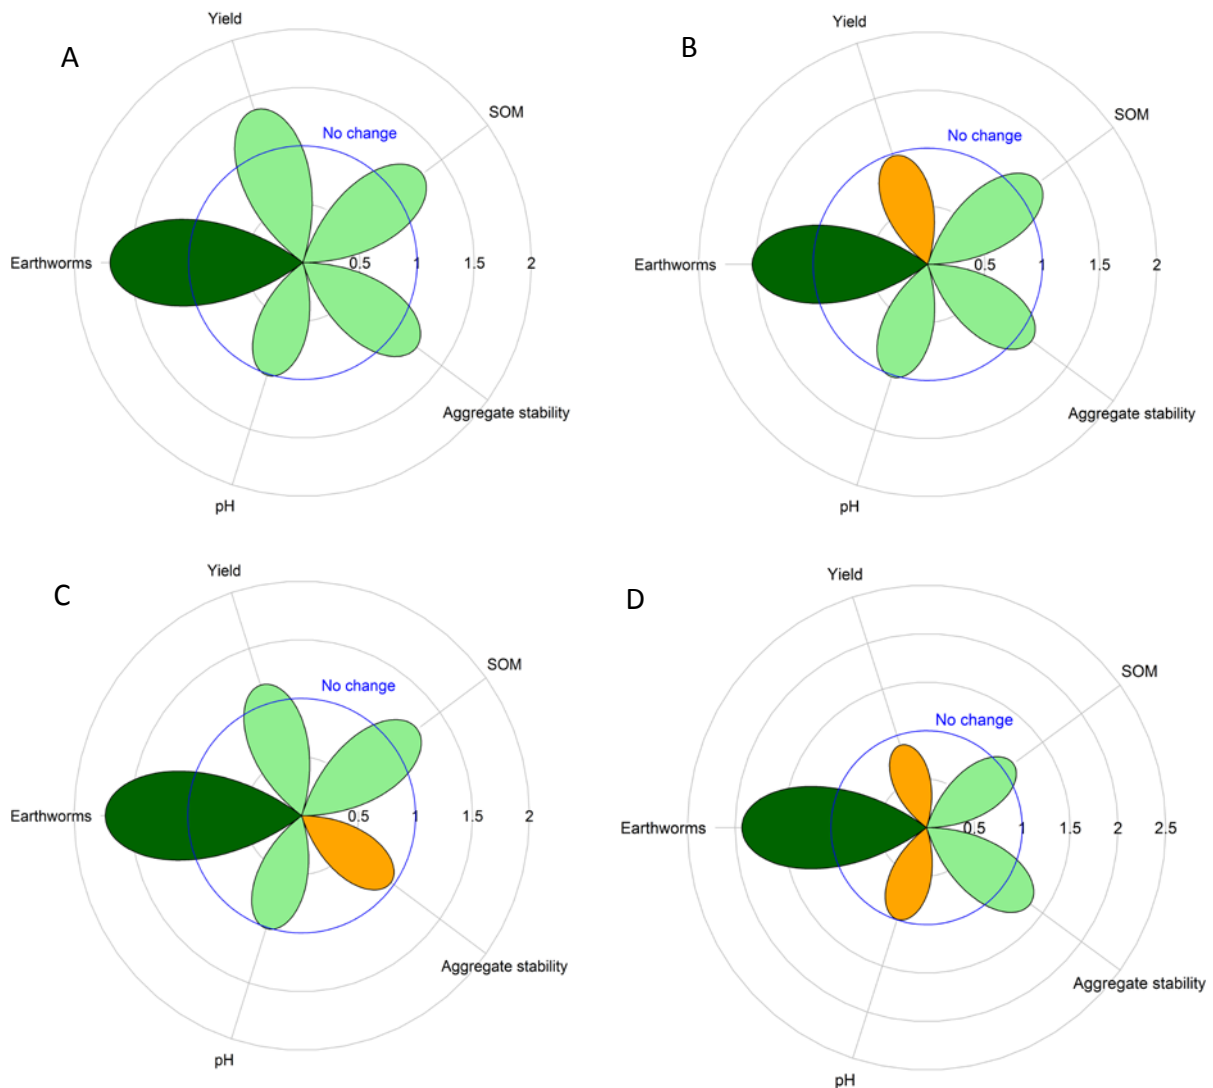 A
Yield
SOM
No change
Earthworms
0.5
1
1.5
2
Aggregate stability
pH
B
Yield
SOM
No change
Earthworms
0.5
1
1.5
2
Aggregate stability
pH
C
Yield
SOM
No change
Earthworms
0.5
1
1.5
2
Aggregate stability
pH
D
Yield
SOM
No change
Earthworms
0.5
1
1.5
2
2.5
Aggregate stability
pH